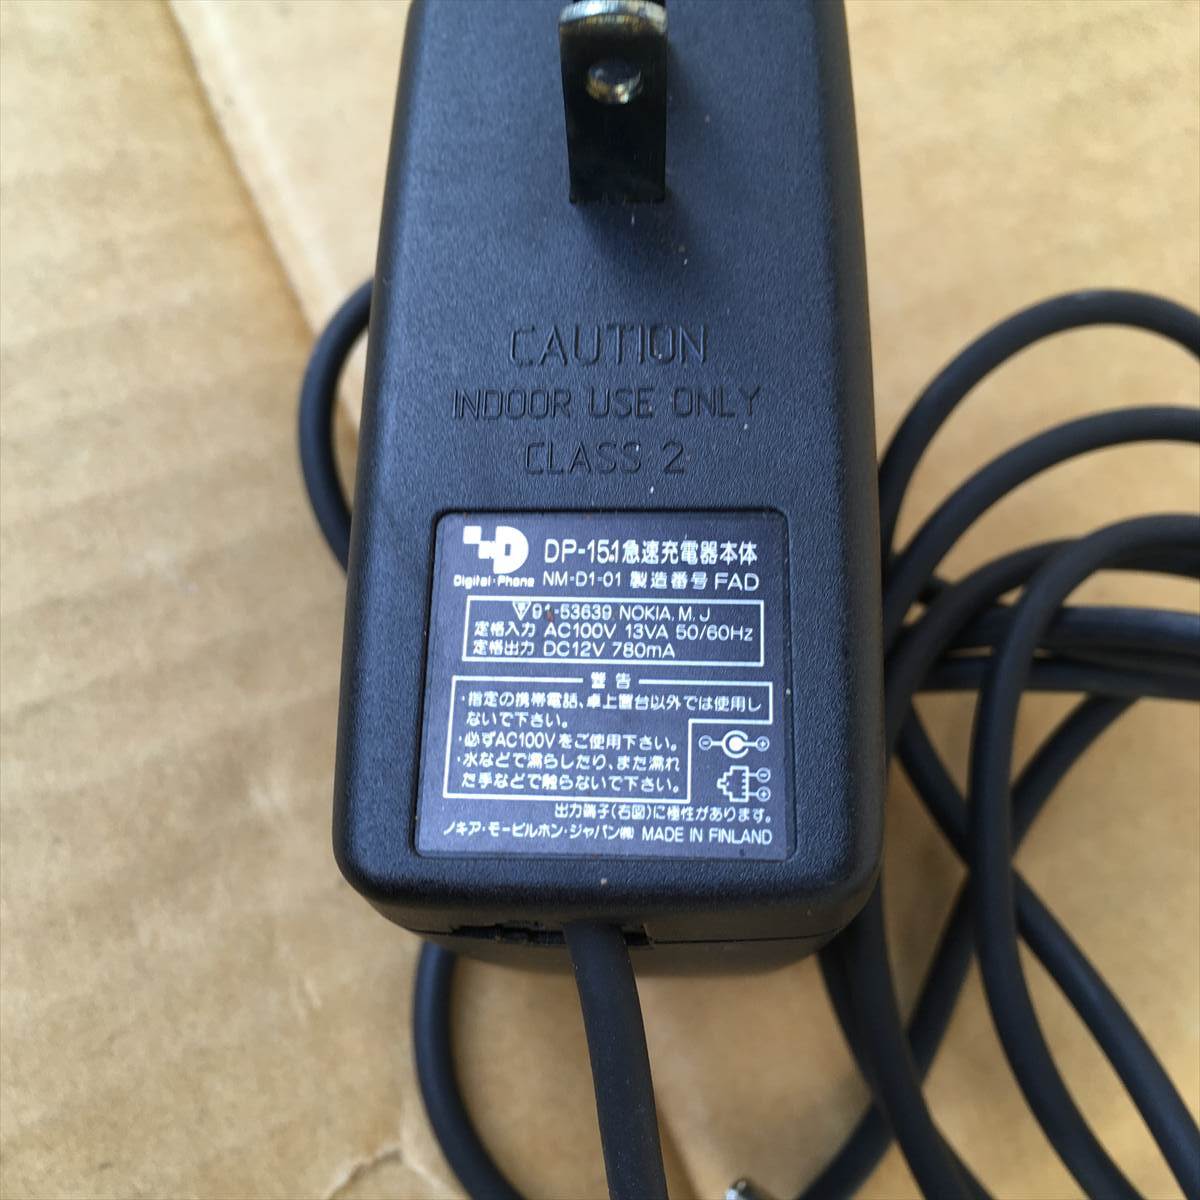 CAUTION
INDOOR USE ONLY
CLASS 2
DP-151急速充電器本体
Digital・Phone NM-D1-01 製造番号 FAD
91-53639 NOKIA. M. J
定格入力 AC100V 13VA 50/60Hz
定格出力 DC12V 780mA
警告
・指定の携帯電話、卓上置台以外では使用し
ないで下さい。
・必ずAC100Vをご使用下さい。
・水などで濡らしたり、また濡れ
た手などで触らないで下さい。
出力端子(右図)に極性があります。
ノキア・モービルホン・ジャパン㈱ MADE IN FINLAND